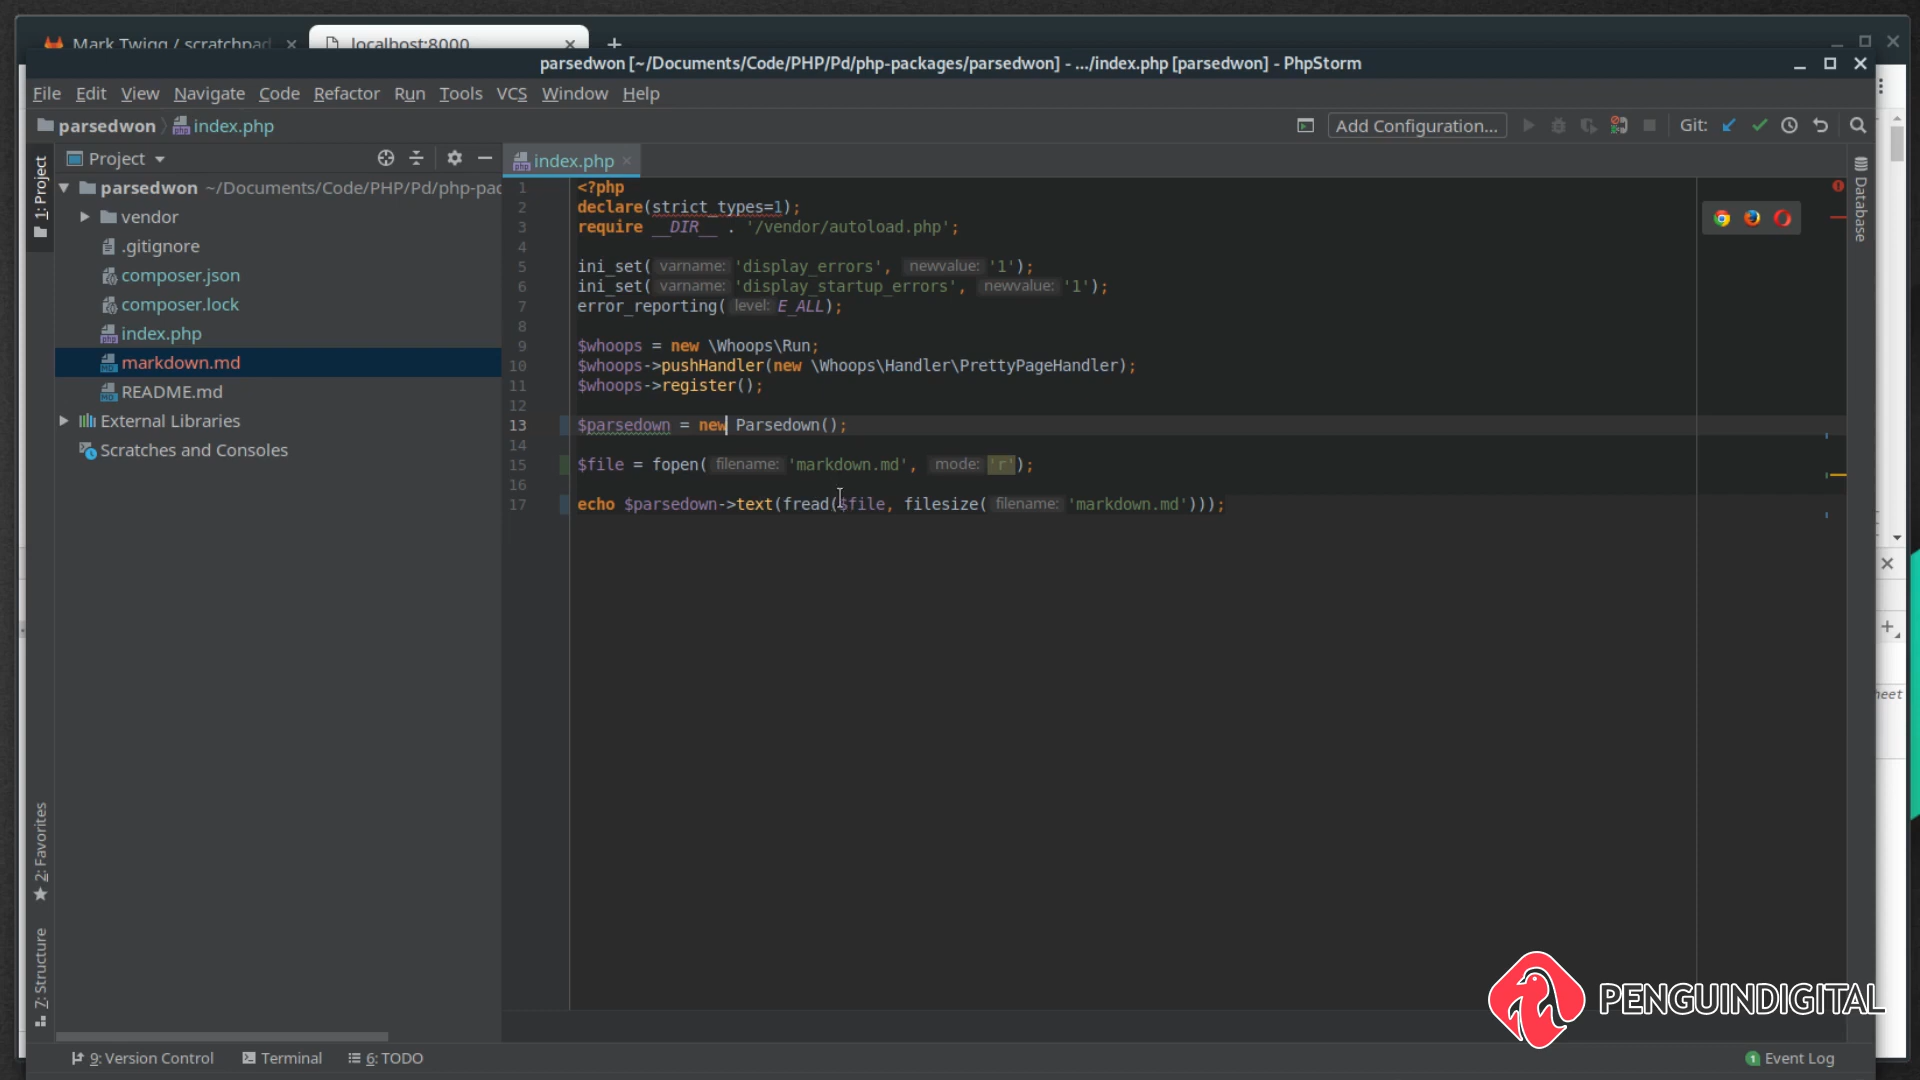 Mark Twigg / scratchpad
localhost:8000
parsedwon [~/Documents/Code/PHP/Pd/php-packages/parsedwon] - .../index.php [parsedwon] - PhpStorm
File Edit View Navigate Code Refactor Run Tools VCS Window Help
parsedwon index.php
Add Configuration...
Git:
Project
index.php
1: Project
parsedwon ~/Documents/Code/PHP/Pd/php-pac
vendor
.gitignore
composer.json
composer.lock
index.php
markdown.md
README.md
External Libraries
Scratches and Consoles
1 <?php
2 declare(strict_types=1);
3 require __DIR__ . '/vendor/autoload.php';
4
5 ini_set( varname: 'display_errors', newvalue: '1');
6 ini_set( varname: 'display_startup_errors', newvalue: '1');
7 error_reporting( level: E_ALL);
8
9 $whoops = new \Whoops\Run;
10 $whoops->pushHandler(new \Whoops\Handler\PrettyPageHandler);
11 $whoops->register();
12
13 $parsedown = new Parsedown();
14
15 $file = fopen( filename: 'markdown.md', mode: 'r');
16
17 echo $parsedown->text(fread($file, filesize( filename: 'markdown.md')));
Database
heet
2: Favorites
7: Structure
PENGUINDIGITAL
9: Version Control
Terminal
6: TODO
1 Event Log